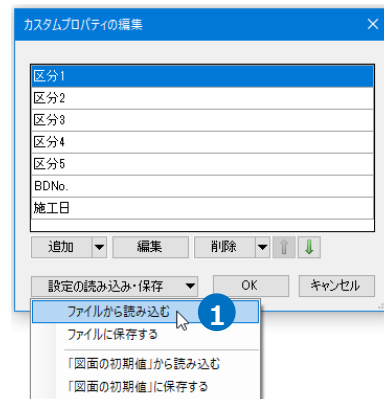 カスタムプロパティの編集
区分1
区分2
区分3
区分4
区分5
BDNo.
施工日
追加 編集 削除
設定の読み込み・保存 OK キャンセル
ファイルから読み込む 1
ファイルに保存する
「図面の初期値」から読み込む
「図面の初期値」に保存する